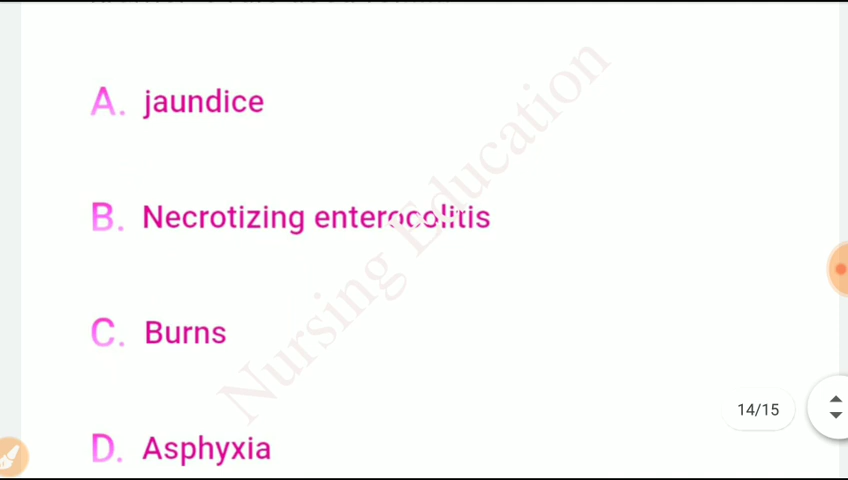 A. jaundice
B. Necrotizing enterocolitis
C. Burns
D. Asphyxia
Nursing Education
14/15